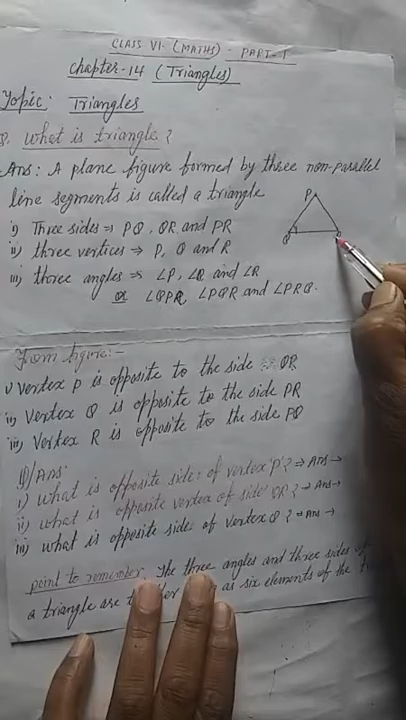 CLASS VI- (MATHS) - PART-1
Chapter-14 (Triangles)
Topic: Triangles
Q. What is triangle?
Ans: A plane figure formed by three non-parallel
line segments is called a triangle
P
Q
i) Three sides ⇒ PQ, QR and PR
ii) three vertices ⇒ P, Q and R
iii) three angles ⇒ ∠P, ∠Q and ∠R
or ∠QPR, ∠PQR and ∠PRQ.
From figure:-
i) Vertex P is opposite to the side QR
ii) Vertex Q is opposite to the side PR
iii) Vertex R is opposite to the side PQ
Q/Ans:
i) What is opposite side of vertex 'P'? ⇒ Ans →
ii) What is opposite vertex of side QR? ⇒ Ans →
iii) What is opposite side of vertex Q? ⇒ Ans →
point to remember The three angles and three sides of
a triangle are as six elements of the